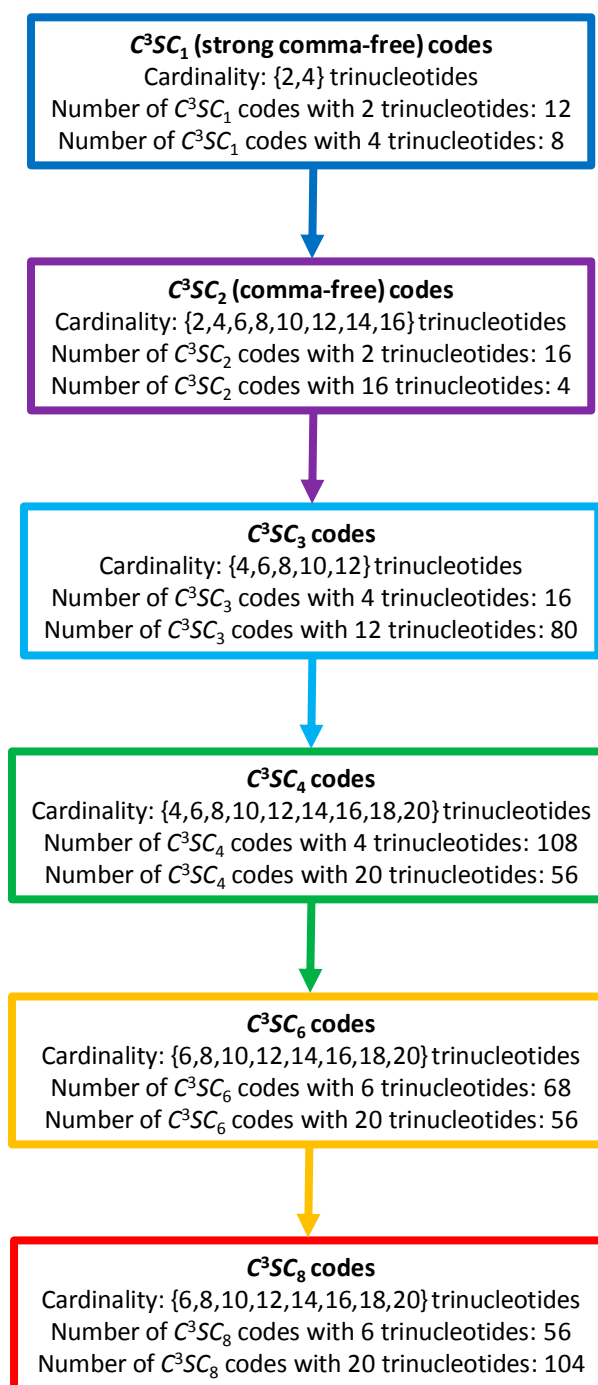 C³SC₁ (strong comma-free) codes
Cardinality: {2,4} trinucleotides
Number of C³SC₁ codes with 2 trinucleotides: 12
Number of C³SC₁ codes with 4 trinucleotides: 8
C³SC₂ (comma-free) codes
Cardinality: {2,4,6,8,10,12,14,16} trinucleotides
Number of C³SC₂ codes with 2 trinucleotides: 16
Number of C³SC₂ codes with 16 trinucleotides: 4
C³SC₃ codes
Cardinality: {4,6,8,10,12} trinucleotides
Number of C³SC₃ codes with 4 trinucleotides: 16
Number of C³SC₃ codes with 12 trinucleotides: 80
C³SC₄ codes
Cardinality: {4,6,8,10,12,14,16,18,20} trinucleotides
Number of C³SC₄ codes with 4 trinucleotides: 108
Number of C³SC₄ codes with 20 trinucleotides: 56
C³SC₆ codes
Cardinality: {6,8,10,12,14,16,18,20} trinucleotides
Number of C³SC₆ codes with 6 trinucleotides: 68
Number of C³SC₆ codes with 20 trinucleotides: 56
C³SC₈ codes
Cardinality: {6,8,10,12,14,16,18,20} trinucleotides
Number of C³SC₈ codes with 6 trinucleotides: 56
Number of C³SC₈ codes with 20 trinucleotides: 104